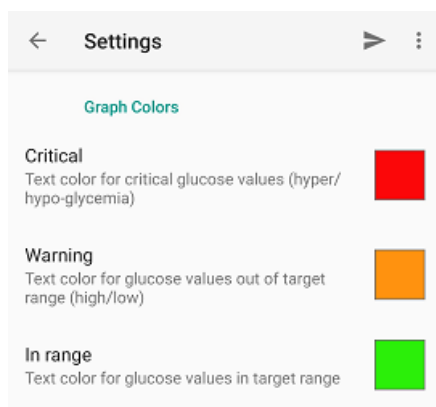 Settings
Graph Colors
Critical
Text color for critical glucose values (hyper/
hypo-glycemia)
Warning
Text color for glucose values out of target
range (high/low)
In range
Text color for glucose values in target range